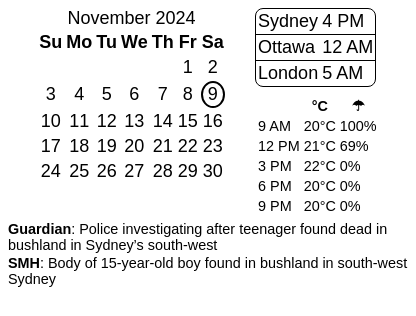 November 2024
Su Mo Tu We Th Fr Sa
1 2
3 4 5 6 7 8 9
10 11 12 13 14 15 16
17 18 19 20 21 22 23
24 25 26 27 28 29 30
Sydney 4 PM
Ottawa 12 AM
London 5 AM
°C ☂
9 AM 20°C 100%
12 PM 21°C 69%
3 PM 22°C 0%
6 PM 20°C 0%
9 PM 20°C 0%
Guardian: Police investigating after teenager found dead in
bushland in Sydney’s south-west
SMH: Body of 15-year-old boy found in bushland in south-west
Sydney